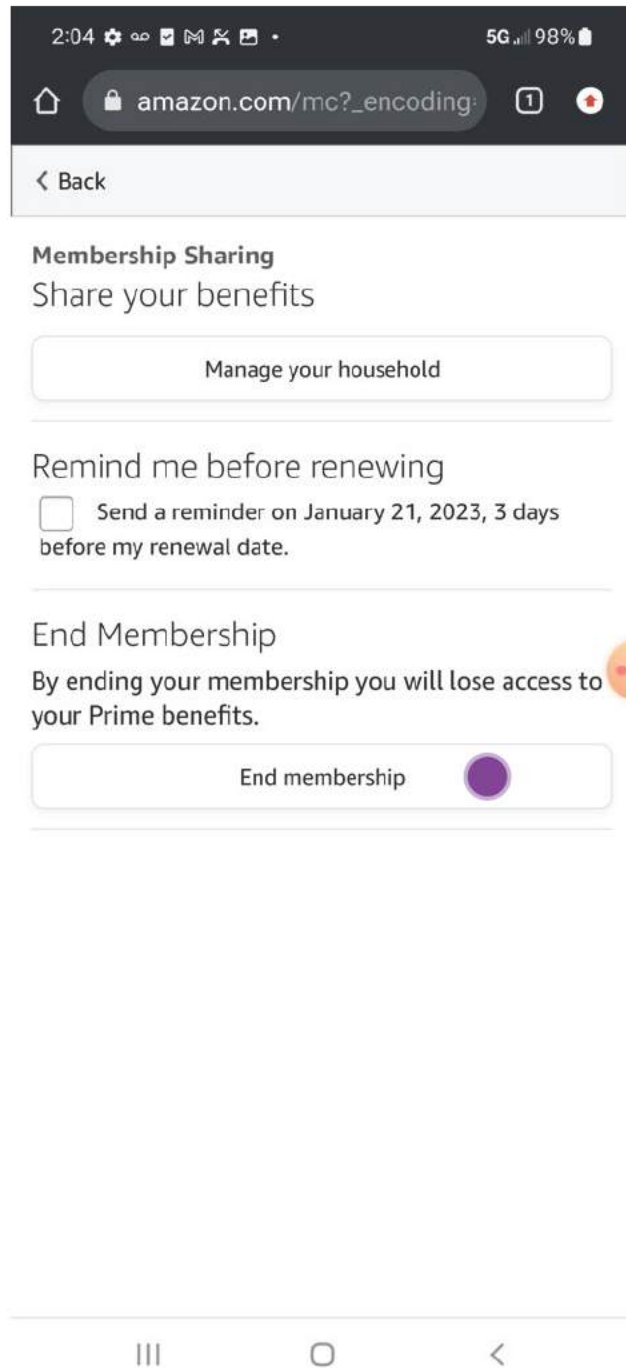 2:04 5G 98%
amazon.com/mc?_encoding
1
Back
Membership Sharing
Share your benefits
Manage your household
Remind me before renewing
Send a reminder on January 21, 2023, 3 days
before my renewal date.
End Membership
By ending your membership you will lose access to
your Prime benefits.
End membership